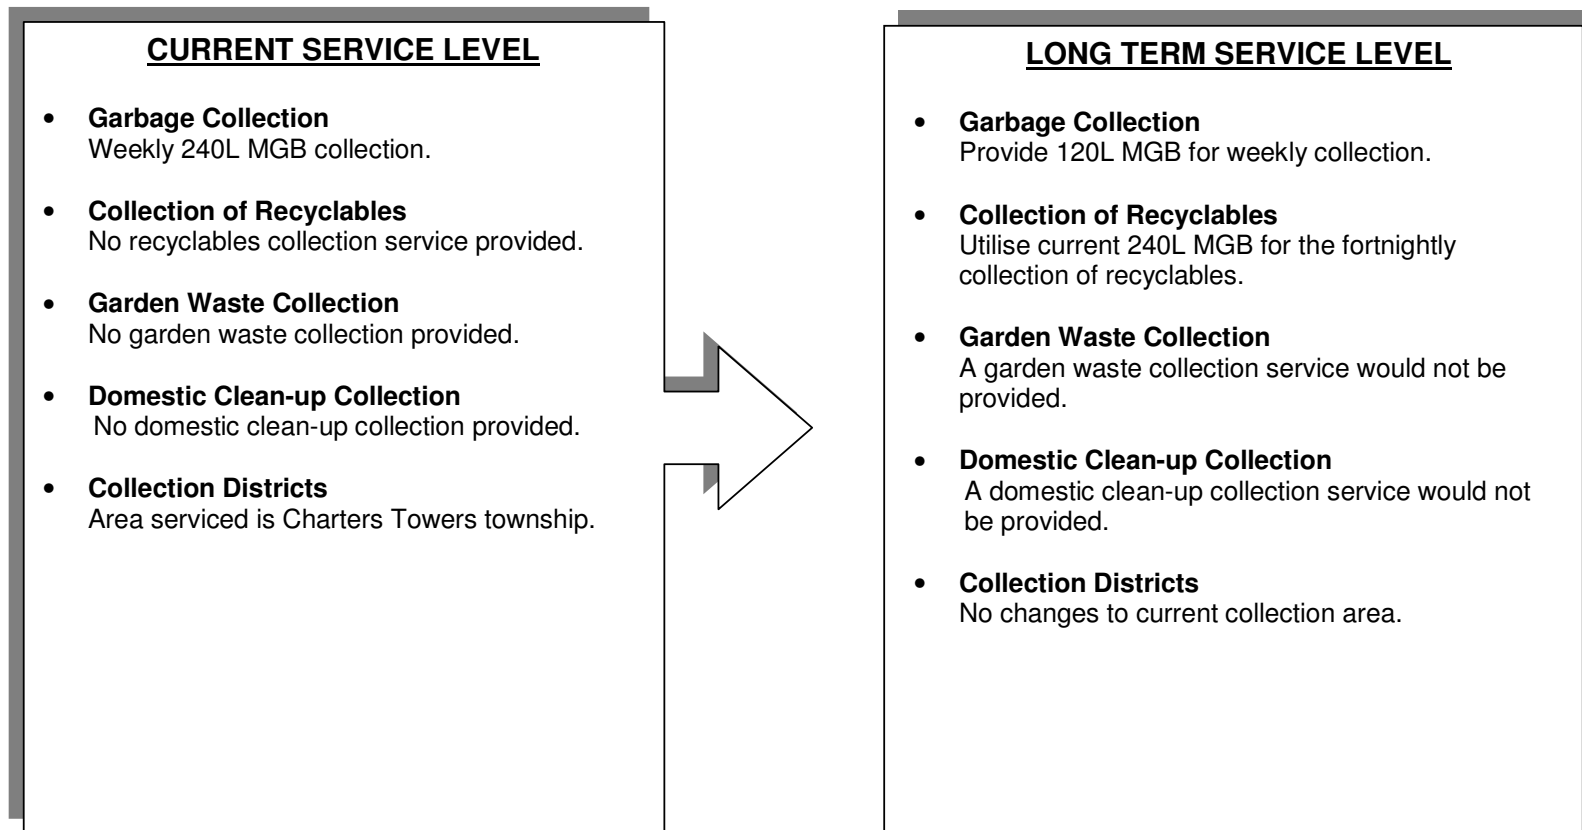 CURRENT SERVICE LEVEL
• Garbage Collection
Weekly 240L MGB collection.
• Collection of Recyclables
No recyclables collection service provided.
• Garden Waste Collection
No garden waste collection provided.
• Domestic Clean-up Collection
No domestic clean-up collection provided.
• Collection Districts
Area serviced is Charters Towers township.
LONG TERM SERVICE LEVEL
• Garbage Collection
Provide 120L MGB for weekly collection.
• Collection of Recyclables
Utilise current 240L MGB for the fortnightly
collection of recyclables.
• Garden Waste Collection
A garden waste collection service would not be
provided.
• Domestic Clean-up Collection
A domestic clean-up collection service would not
be provided.
• Collection Districts
No changes to current collection area.